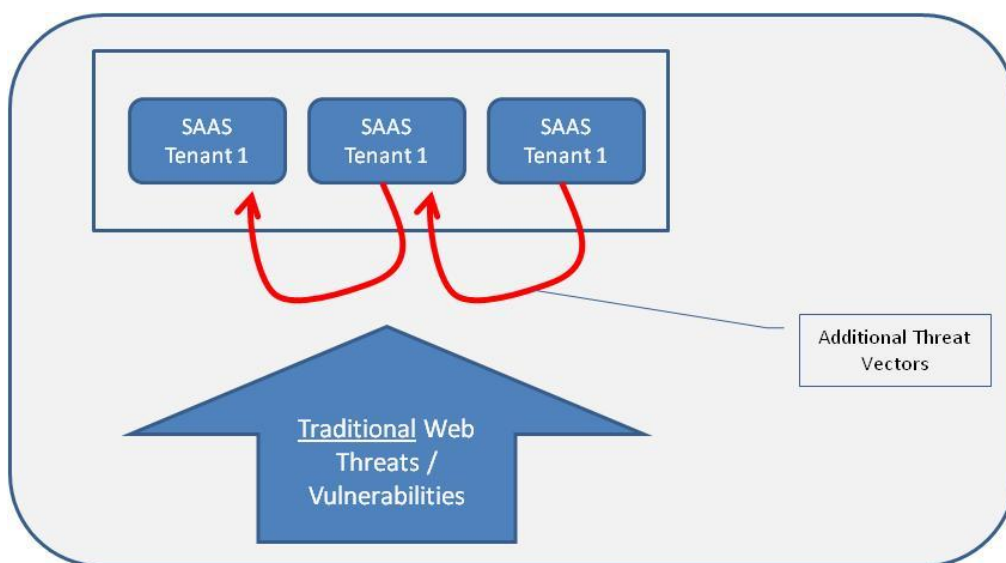 SAAS
Tenant 1
SAAS
Tenant 1
SAAS
Tenant 1
Additional Threat
Vectors
Traditional Web
Threats /
Vulnerabilities